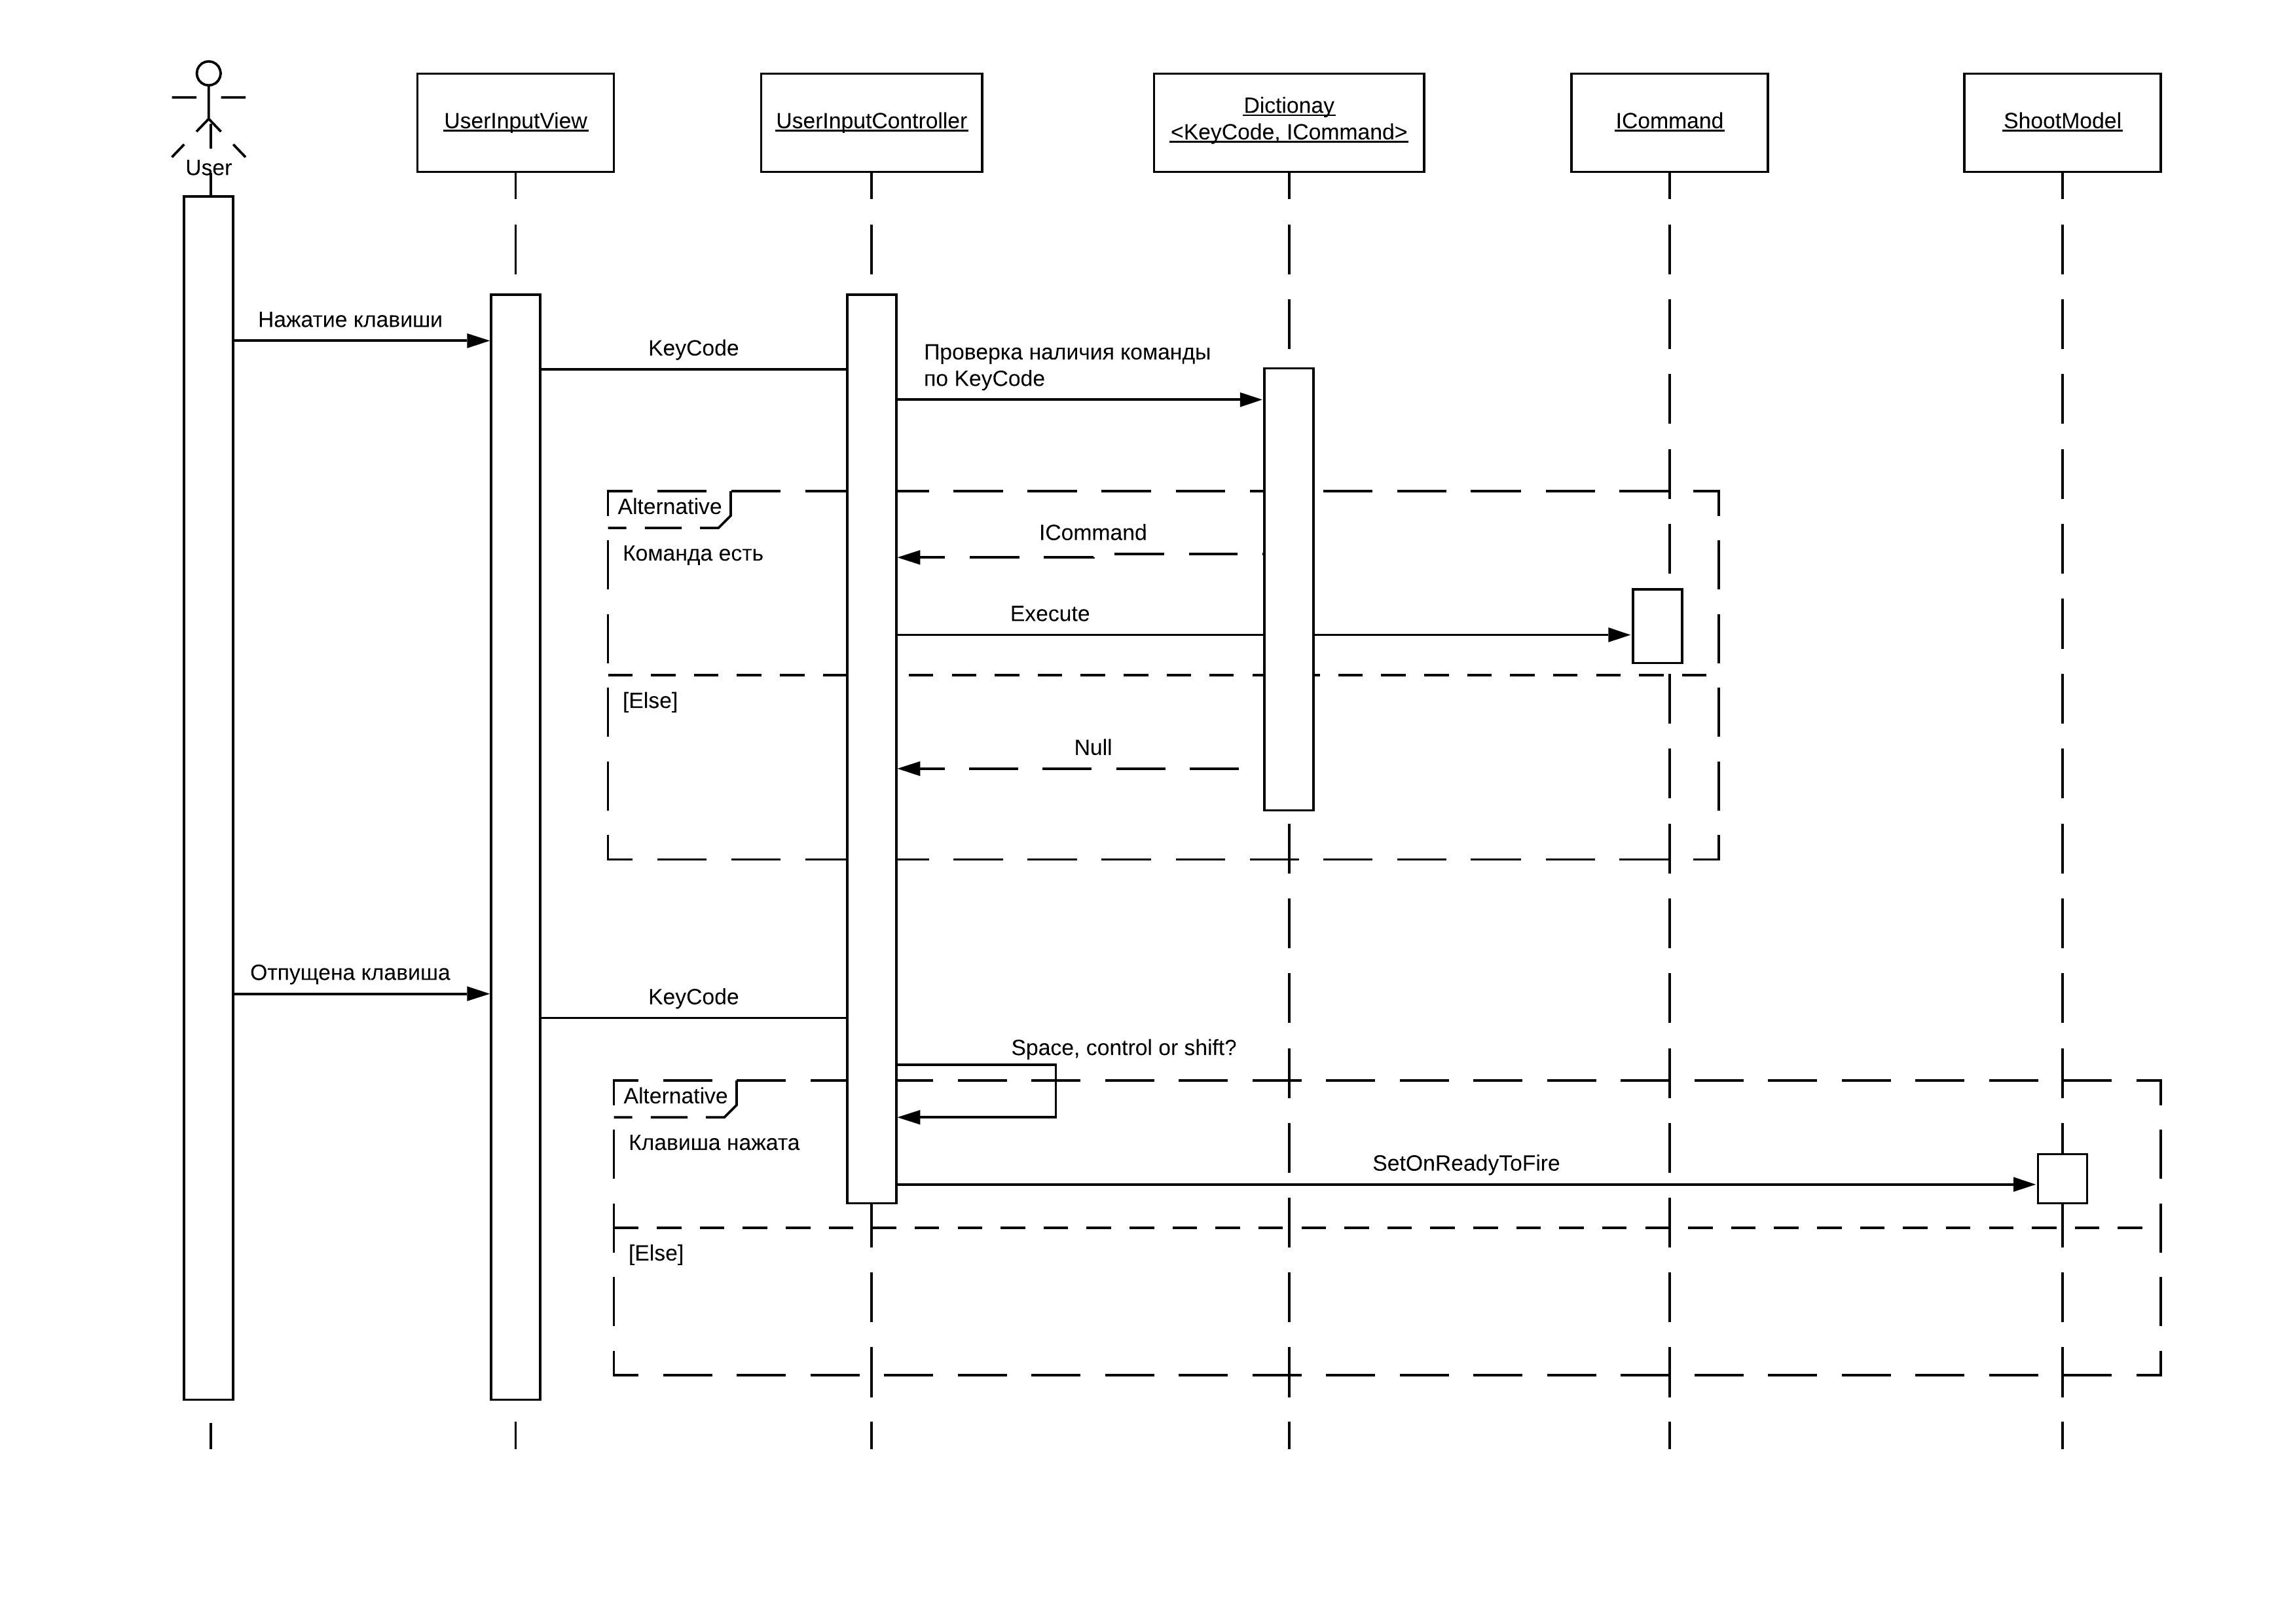 User
UserInputView
UserInputController
Dictionay
<KeyCode, ICommand>
ICommand
ShootModel
Нажатие клавиши
KeyCode
Проверка наличия команды
по KeyCode
Alternative
ICommand
Команда есть
Execute
[Else]
Null
Отпущена клавиша
KeyCode
Space, control or shift?
Alternative
Клавиша нажата
SetOnReadyToFire
[Else]